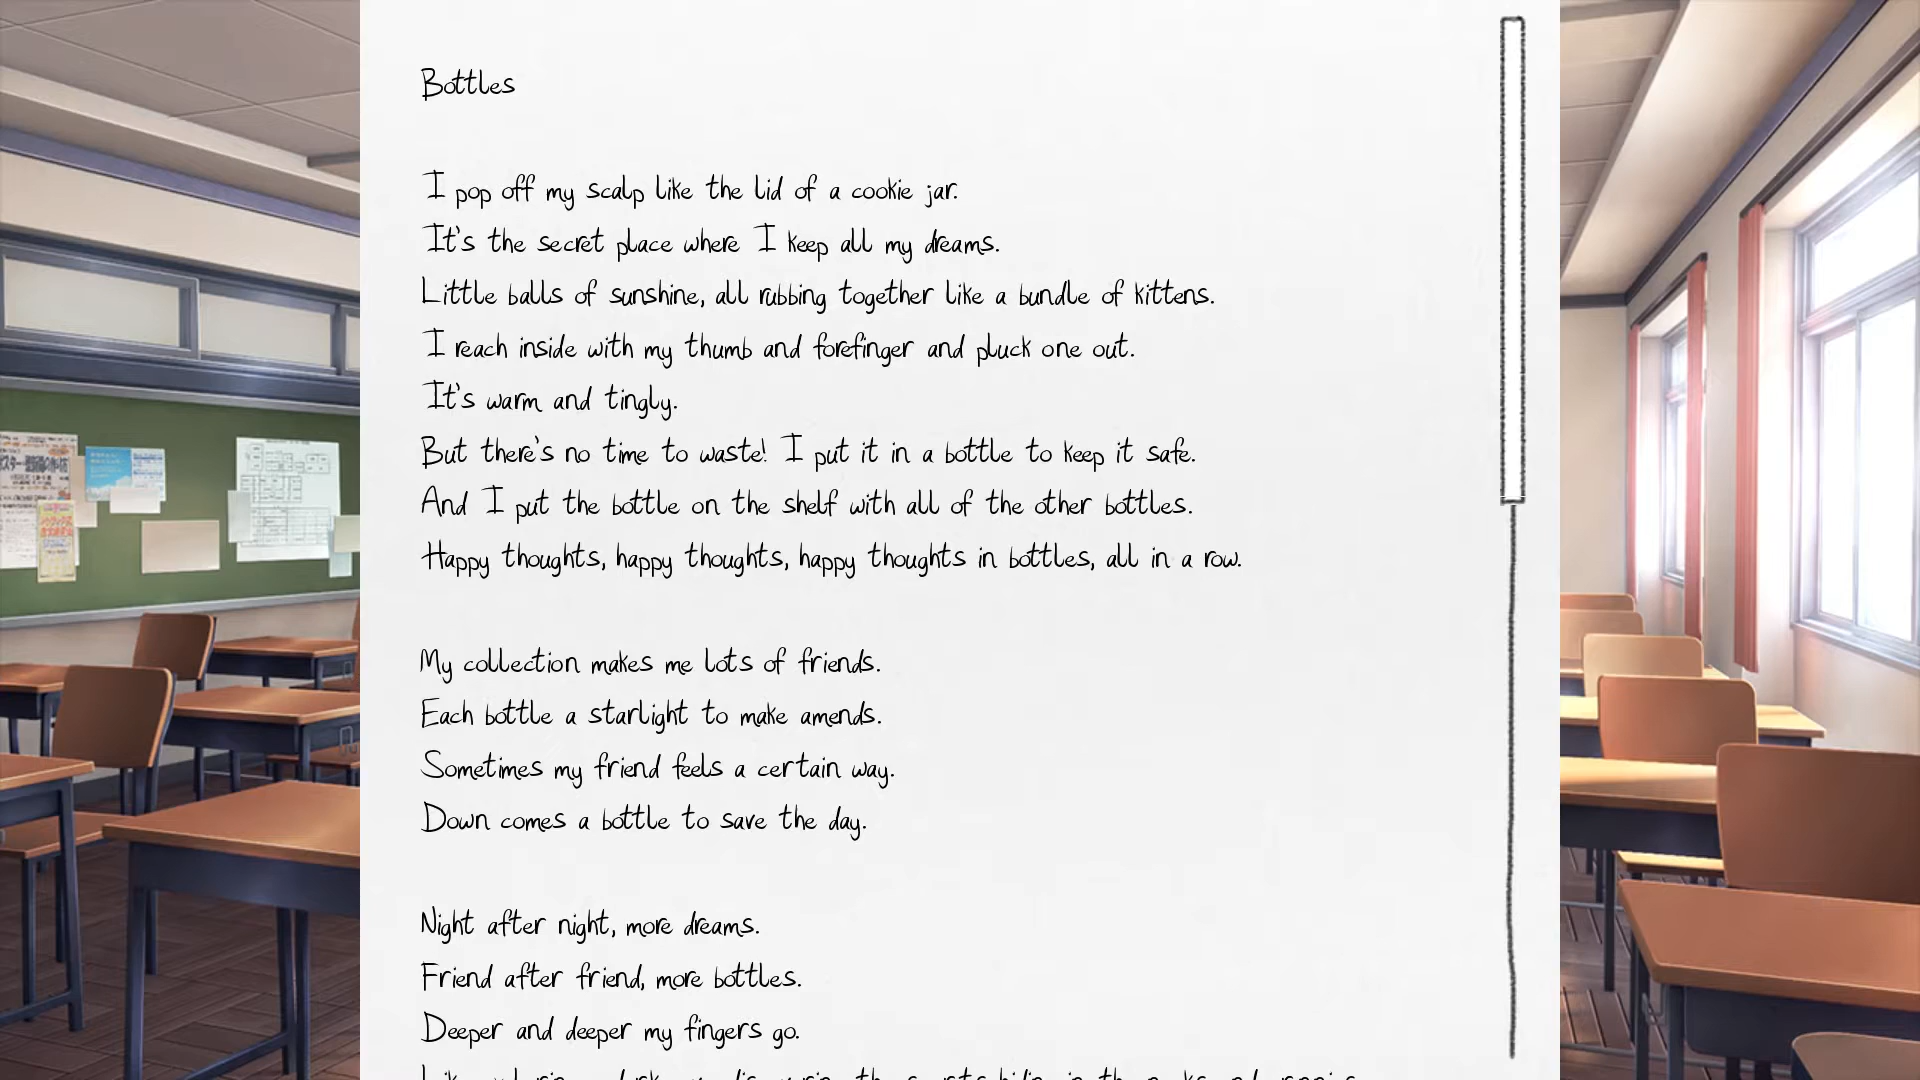 Bottles
I pop off my scalp like the lid of a cookie jar.
It's the secret place where I keep all my dreams.
Little balls of sunshine, all rubbing together like a bundle of kittens.
I reach inside with my thumb and forefinger and pluck one out.
It's warm and tingly.
But there's no time to waste! I put it in a bottle to keep it safe.
And I put the bottle on the shelf with all of the other bottles.
Happy thoughts, happy thoughts, happy thoughts in bottles, all in a row.
My collection makes me lots of friends.
Each bottle a starlight to make amends.
Sometimes my friend feels a certain way.
Down comes a bottle to save the day.
Night after night, more dreams.
Friend after friend, more bottles.
Deeper and deeper my fingers go.